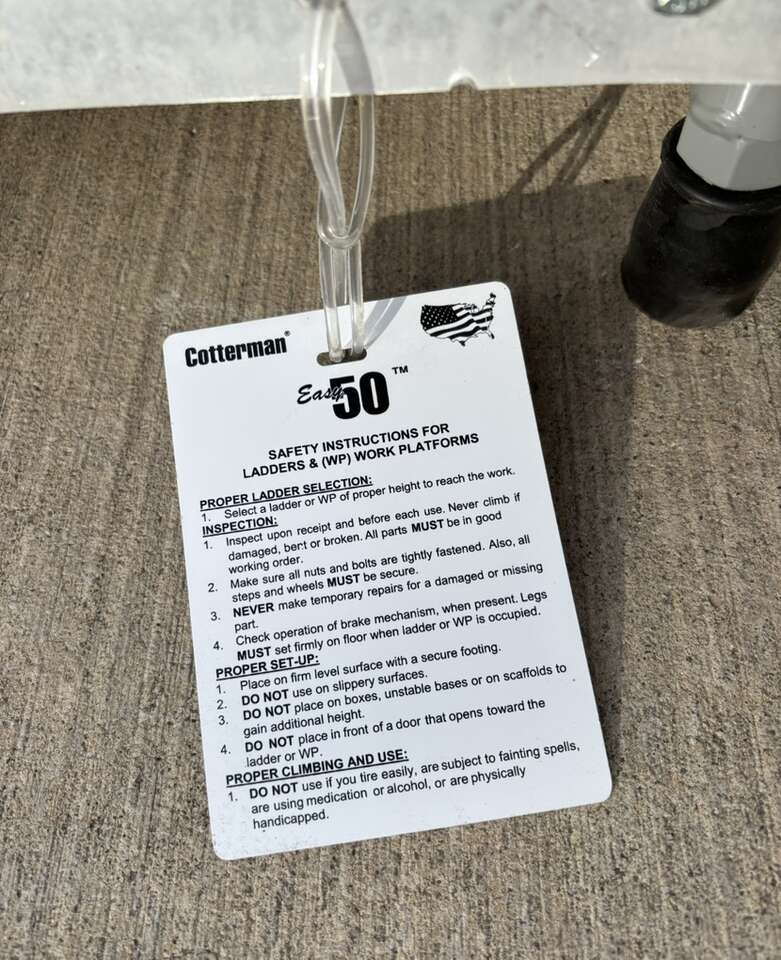 Cotterman®
Easy 50™
SAFETY INSTRUCTIONS FOR
LADDERS & (WP) WORK PLATFORMS
PROPER LADDER SELECTION:
1. Select a ladder or WP of proper height to reach the work.
INSPECTION:
1. Inspect upon receipt and before each use. Never climb if
damaged, bent or broken. All parts MUST be in good
working order.
2. Make sure all nuts and bolts are tightly fastened. Also, all
steps and wheels MUST be secure.
3. NEVER make temporary repairs for a damaged or missing
part.
4. Check operation of brake mechanism, when present. Legs
MUST set firmly on floor when ladder or WP is occupied.
PROPER SET-UP:
1. Place on firm level surface with a secure footing.
2. DO NOT use on slippery surfaces.
3. DO NOT place on boxes, unstable bases or on scaffolds to
gain additional height.
4. DO NOT place in front of a door that opens toward the
ladder or WP.
PROPER CLIMBING AND USE:
1. DO NOT use if you tire easily, are subject to fainting spells,
are using medication or alcohol, or are physically
handicapped.